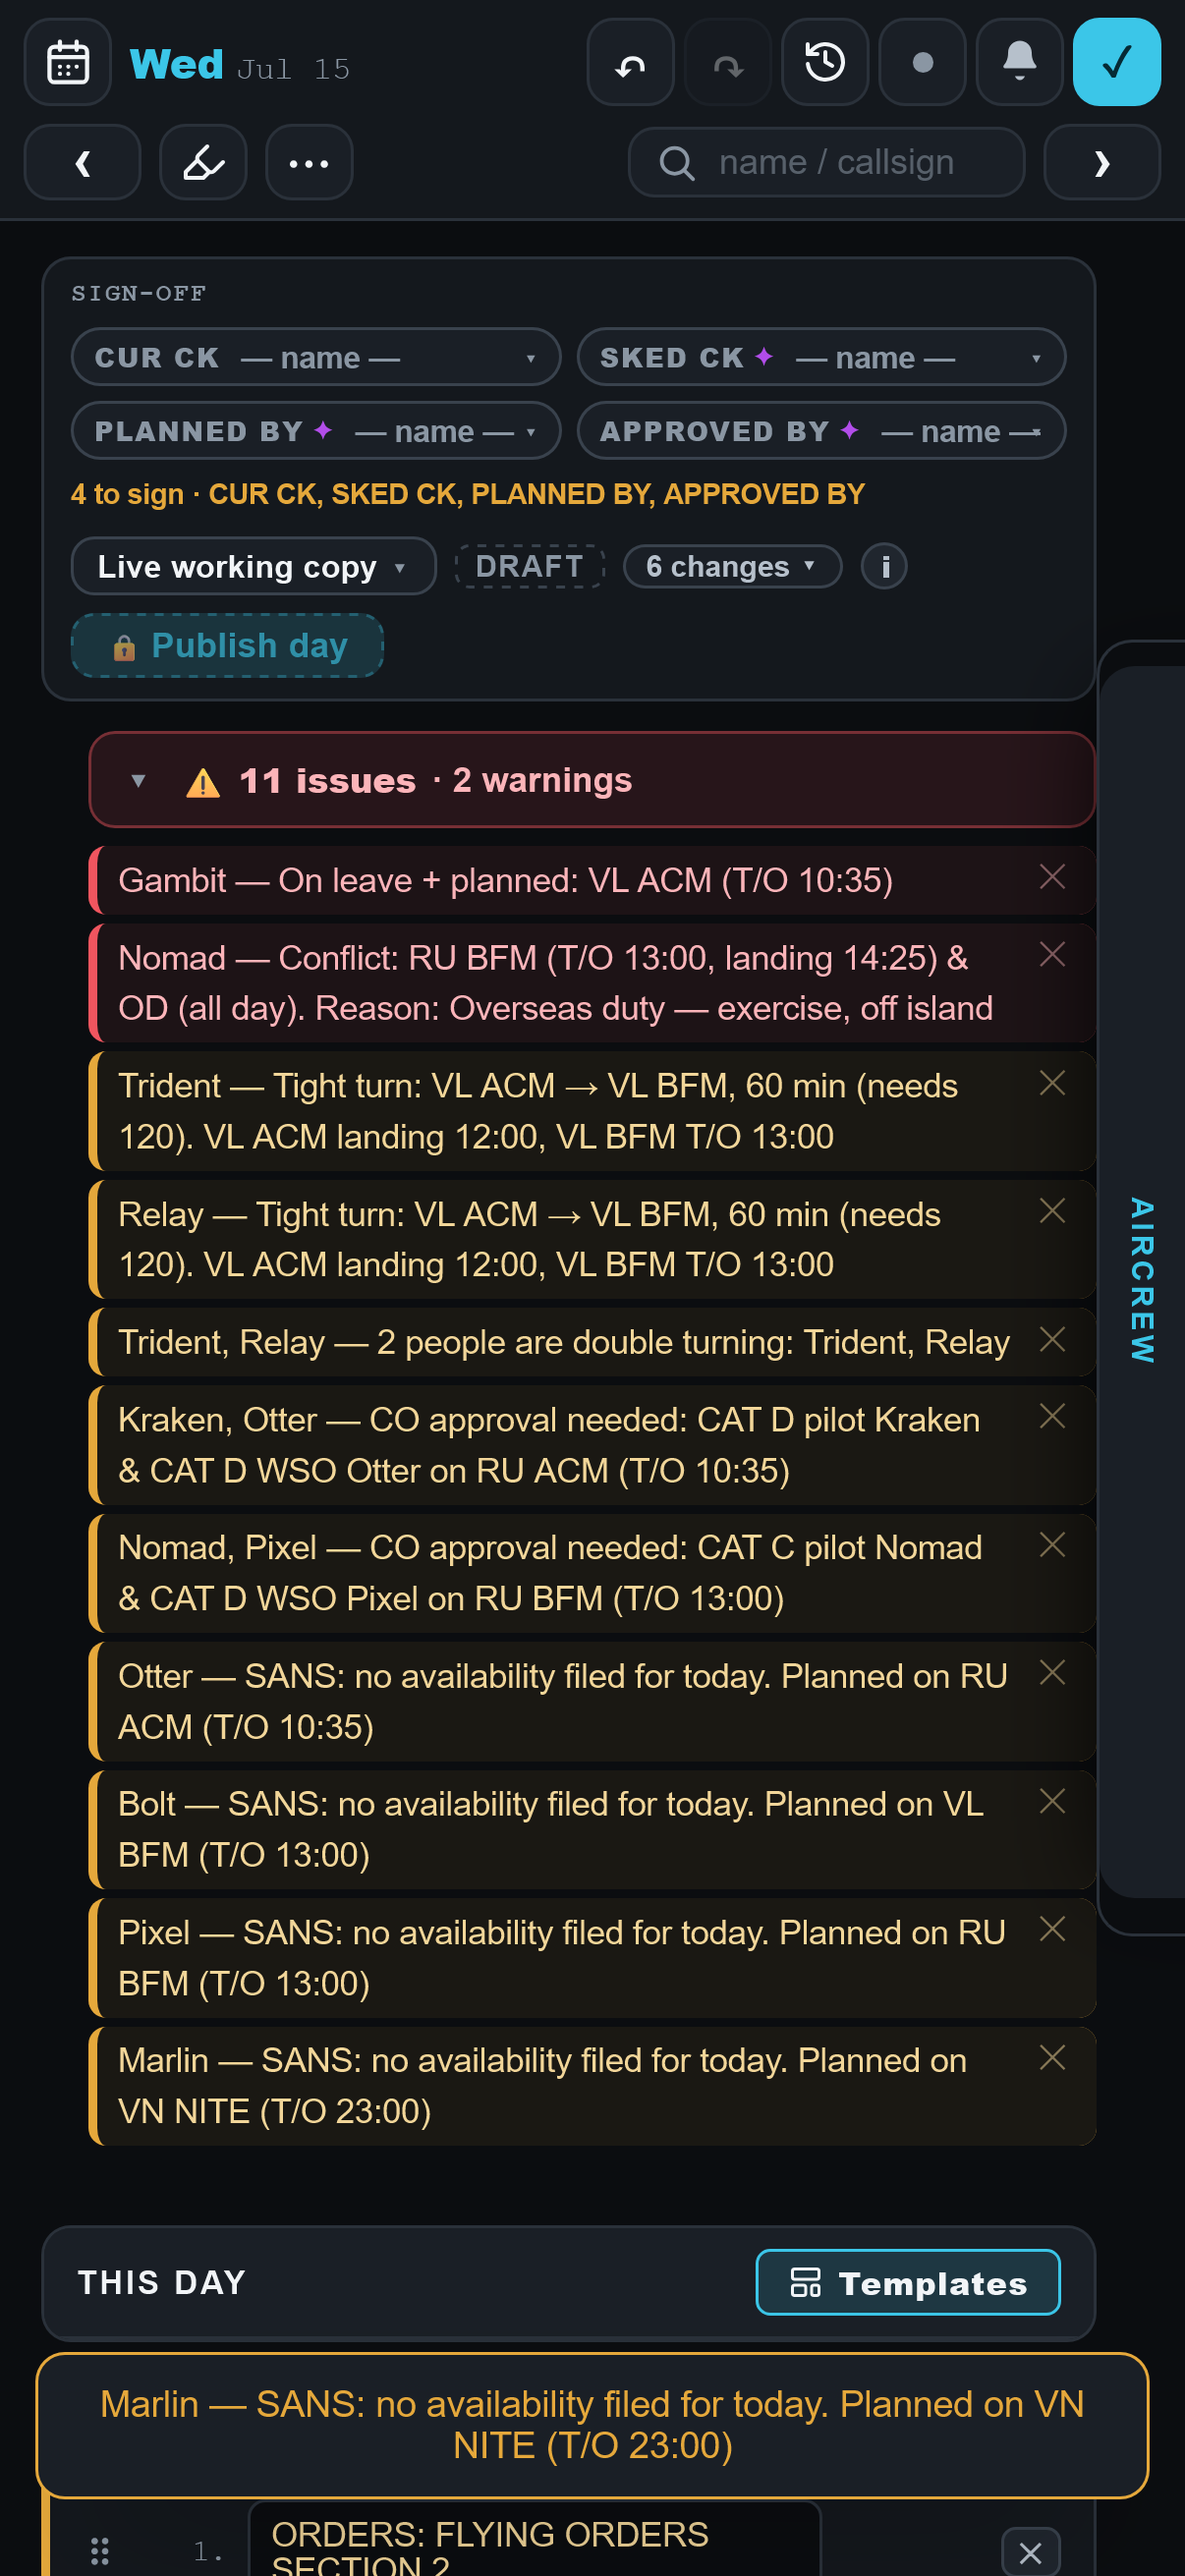 Wed Jul 15
name / callsign
SIGN-OFF
CUR CK — name —
SKED CK — name —
PLANNED BY — name —
APPROVED BY — name —
4 to sign · CUR CK, SKED CK, PLANNED BY, APPROVED BY
Live working copy DRAFT 6 changes i
Publish day
11 issues · 2 warnings
Gambit — On leave + planned: VL ACM (T/O 10:35)
Nomad — Conflict: RU BFM (T/O 13:00, landing 14:25) &
OD (all day). Reason: Overseas duty — exercise, off island
Trident — Tight turn: VL ACM → VL BFM, 60 min (needs
120). VL ACM landing 12:00, VL BFM T/O 13:00
Relay — Tight turn: VL ACM → VL BFM, 60 min (needs
120). VL ACM landing 12:00, VL BFM T/O 13:00
Trident, Relay — 2 people are double turning: Trident, Relay
Kraken, Otter — CO approval needed: CAT D pilot Kraken
& CAT D WSO Otter on RU ACM (T/O 10:35)
Nomad, Pixel — CO approval needed: CAT C pilot Nomad
& CAT D WSO Pixel on RU BFM (T/O 13:00)
Otter — SANS: no availability filed for today. Planned on RU
ACM (T/O 10:35)
Bolt — SANS: no availability filed for today. Planned on VL
BFM (T/O 13:00)
Pixel — SANS: no availability filed for today. Planned on RU
BFM (T/O 13:00)
Marlin — SANS: no availability filed for today. Planned on
VN NITE (T/O 23:00)
AIRCREW
THIS DAY
Templates
Marlin — SANS: no availability filed for today. Planned on VN
NITE (T/O 23:00)
1. ORDERS: FLYING ORDERS
SECTION 2